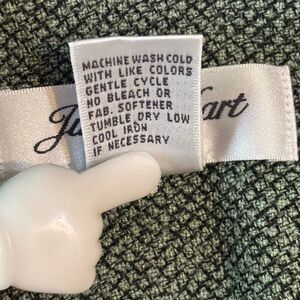 MACHINE WASH COLD
WITH LIKE COLORS
GENTLE CYCLE
NO BLEACH OR
FAB. SOFTENER
TUMBLE DRY LOW
COOL IRON
IF NECESSARY